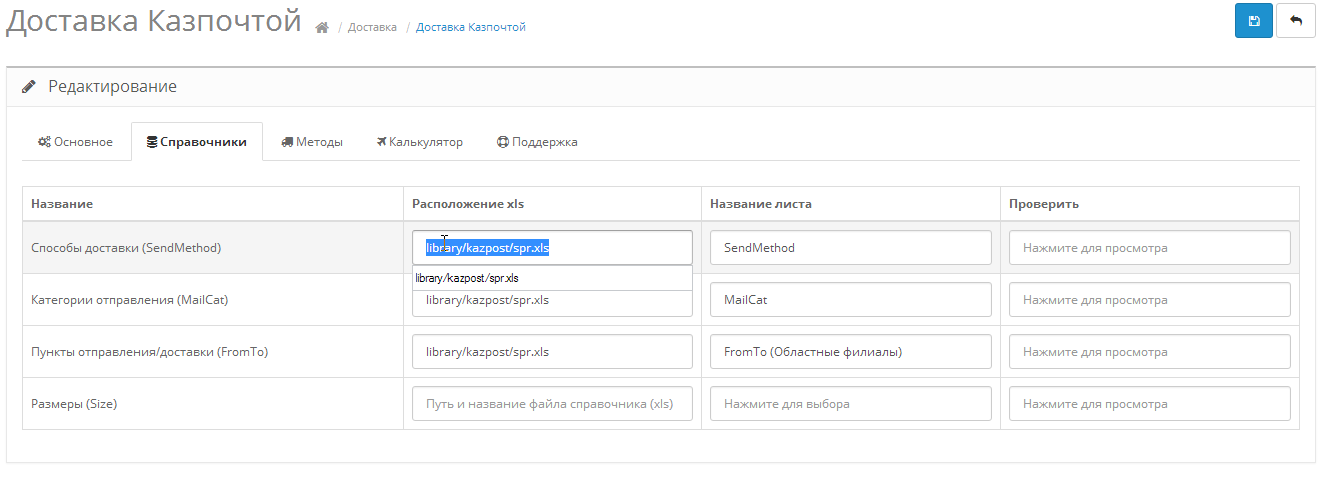 Доставка Казпочтой / Доставка / Доставка Казпочтой
Редактирование
Основное Справочники Методы Калькулятор Поддержка
Название Расположение xls Название листа Проверить
Способы доставки (SendMethod) library/kazpost/spr.xls SendMethod Нажмите для просмотра
library/kazpost/spr.xls
Категории отправления (MailCat) library/kazpost/spr.xls MailCat Нажмите для просмотра
Пункты отправления/доставки (FromTo) library/kazpost/spr.xls FromTo (Областные филиалы) Нажмите для просмотра
Размеры (Size) Путь и название файла справочника (xls) Нажмите для выбора Нажмите для просмотра